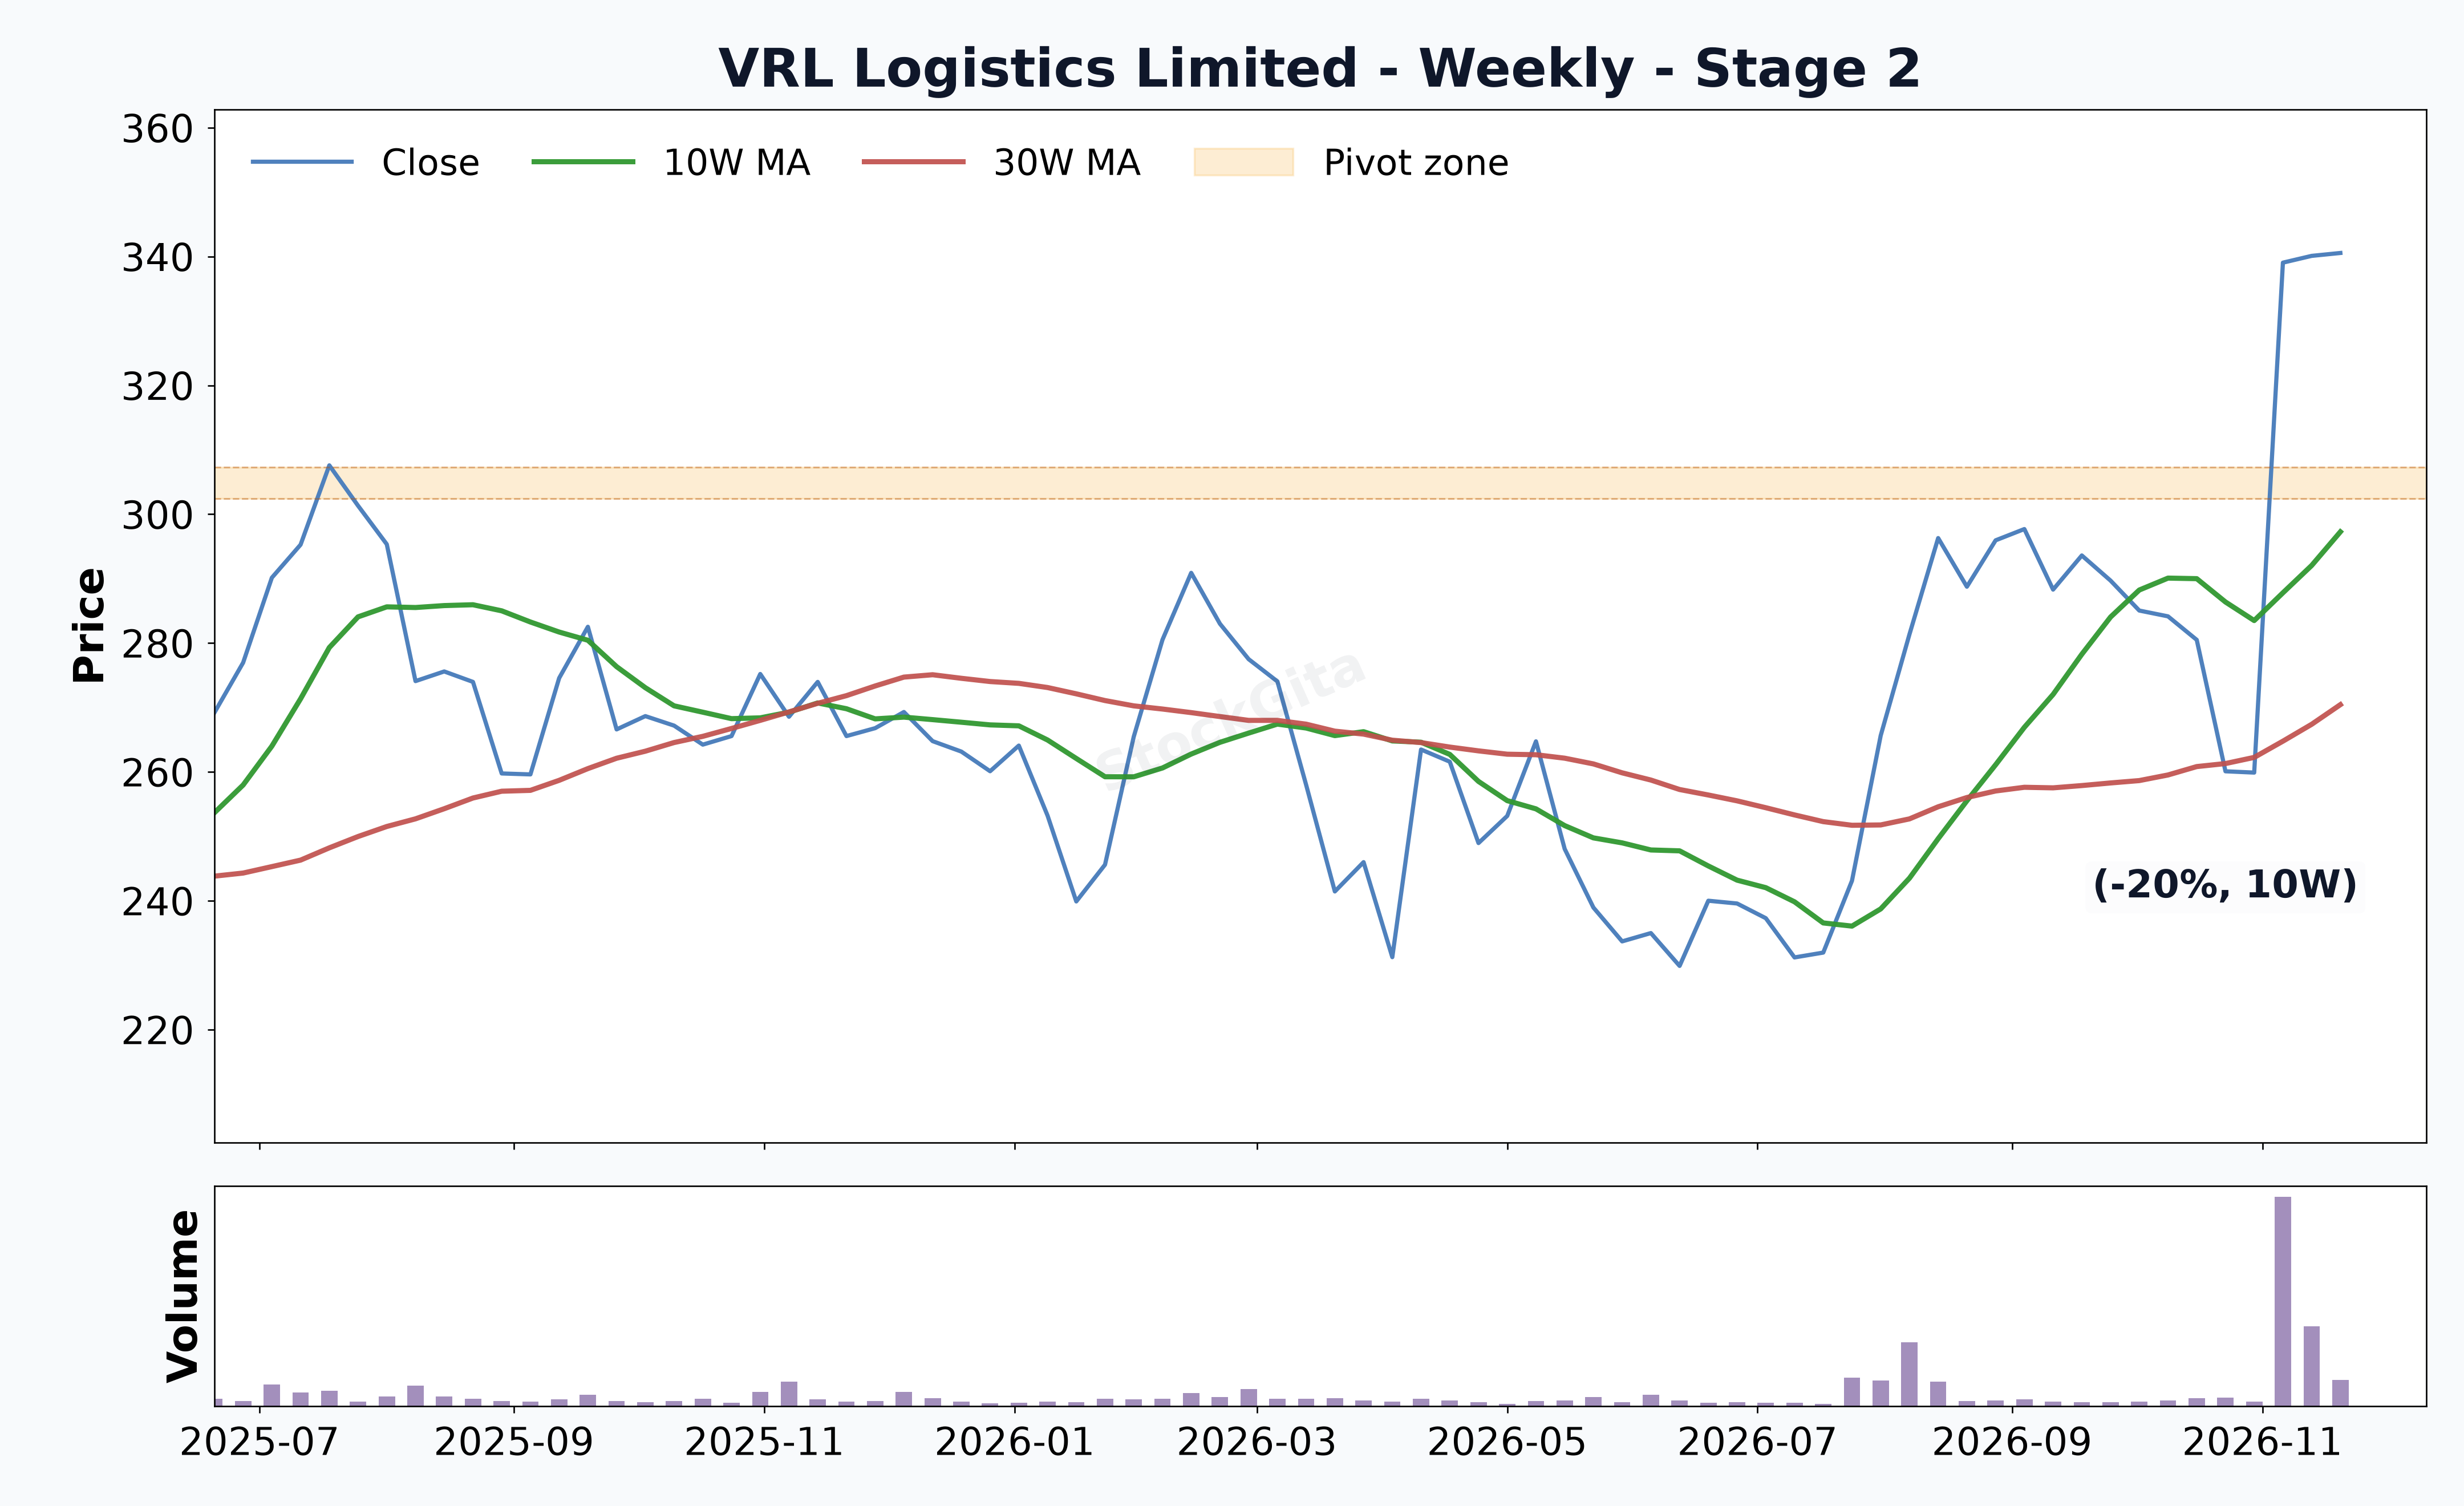 VRL Logistics Limited - Weekly - Stage 2
Close 10W MA 30W MA Pivot zone
360
340
320
300
280
260
240
220
Price
StockGita
(-20%, 10W)
Volume
2025-07 2025-09 2025-11 2026-01 2026-03 2026-05 2026-07 2026-09 2026-11